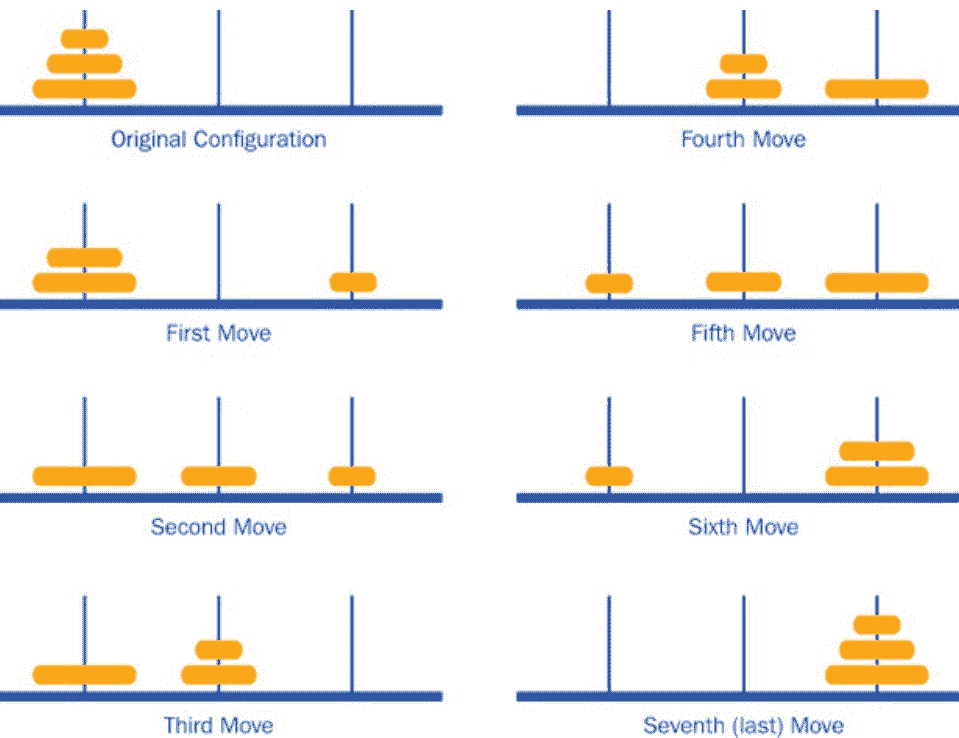 Original Configuration
Fourth Move
First Move
Fifth Move
Second Move
Sixth Move
Third Move
Seventh (last) Move